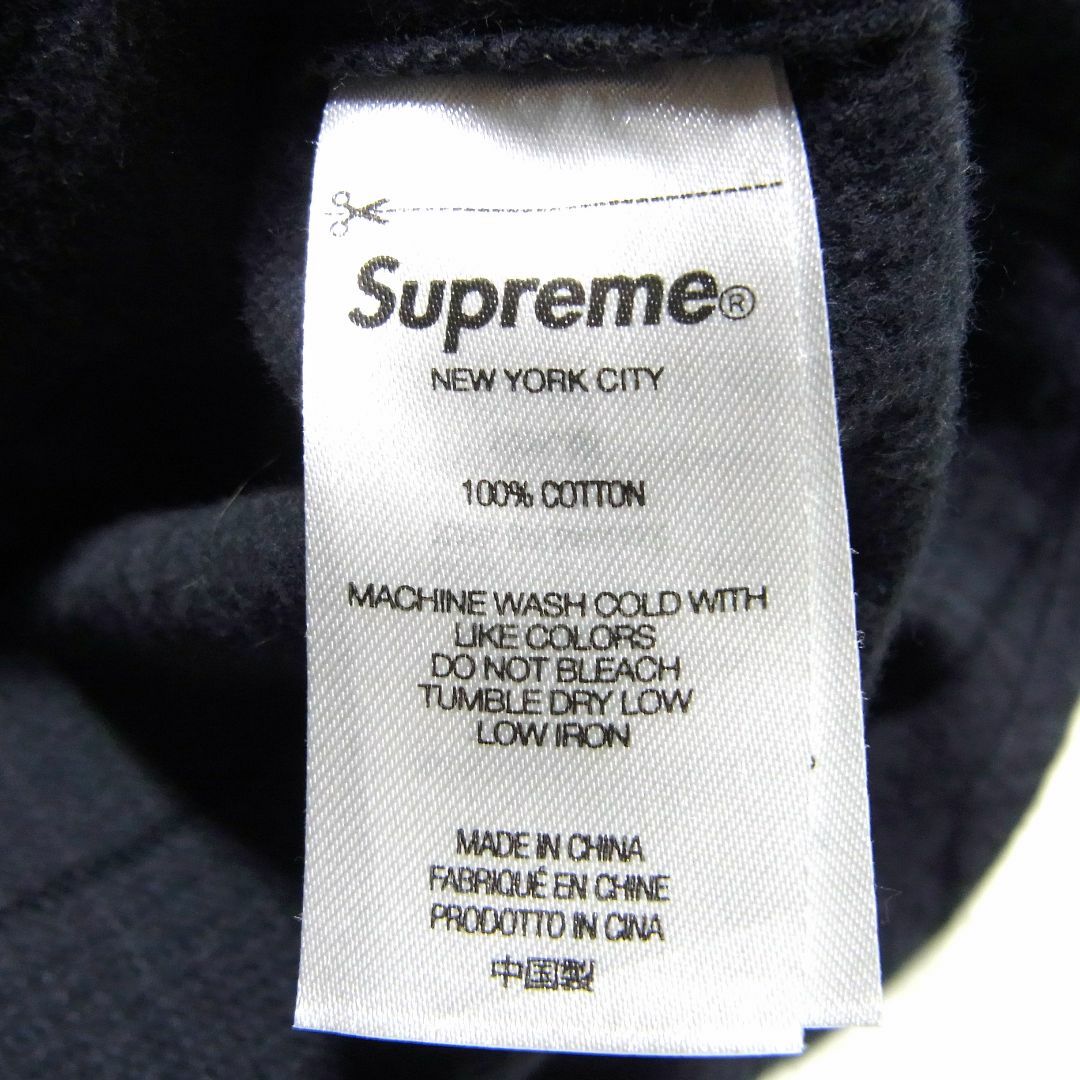 Supreme®
NEW YORK CITY
100% COTTON
MACHINE WASH COLD WITH
LIKE COLORS
DO NOT BLEACH
TUMBLE DRY LOW
LOW IRON
MADE IN CHINA
FABRIQUÉ EN CHINE
PRODOTTO IN CINA
中国製